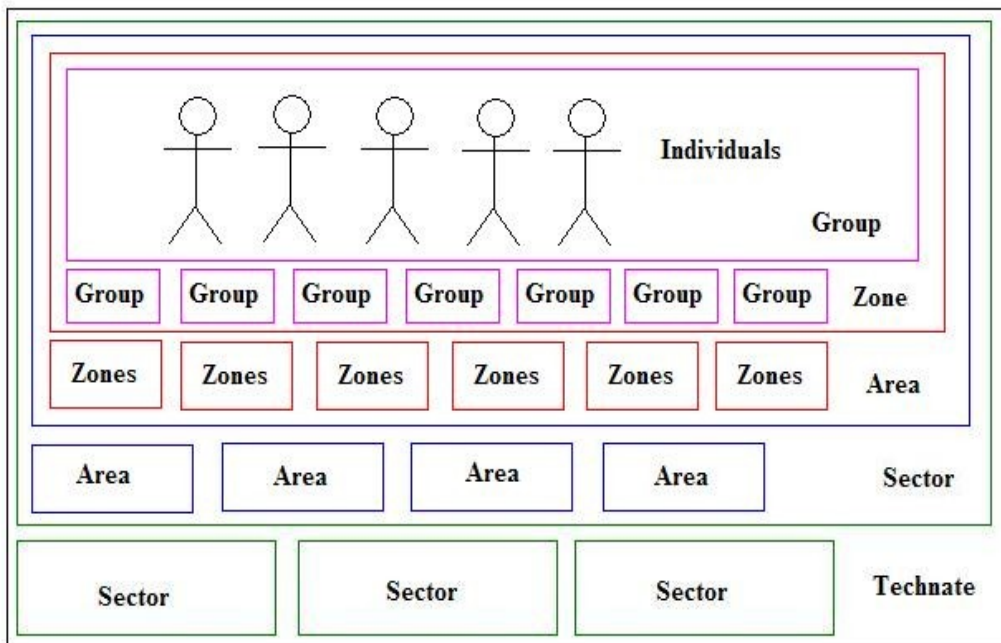 Individuals
Group
Group Group Group Group Group Group Group Zone
Zones Zones Zones Zones Zones Zones Area
Area Area Area Area Sector
Sector Sector Sector Technate